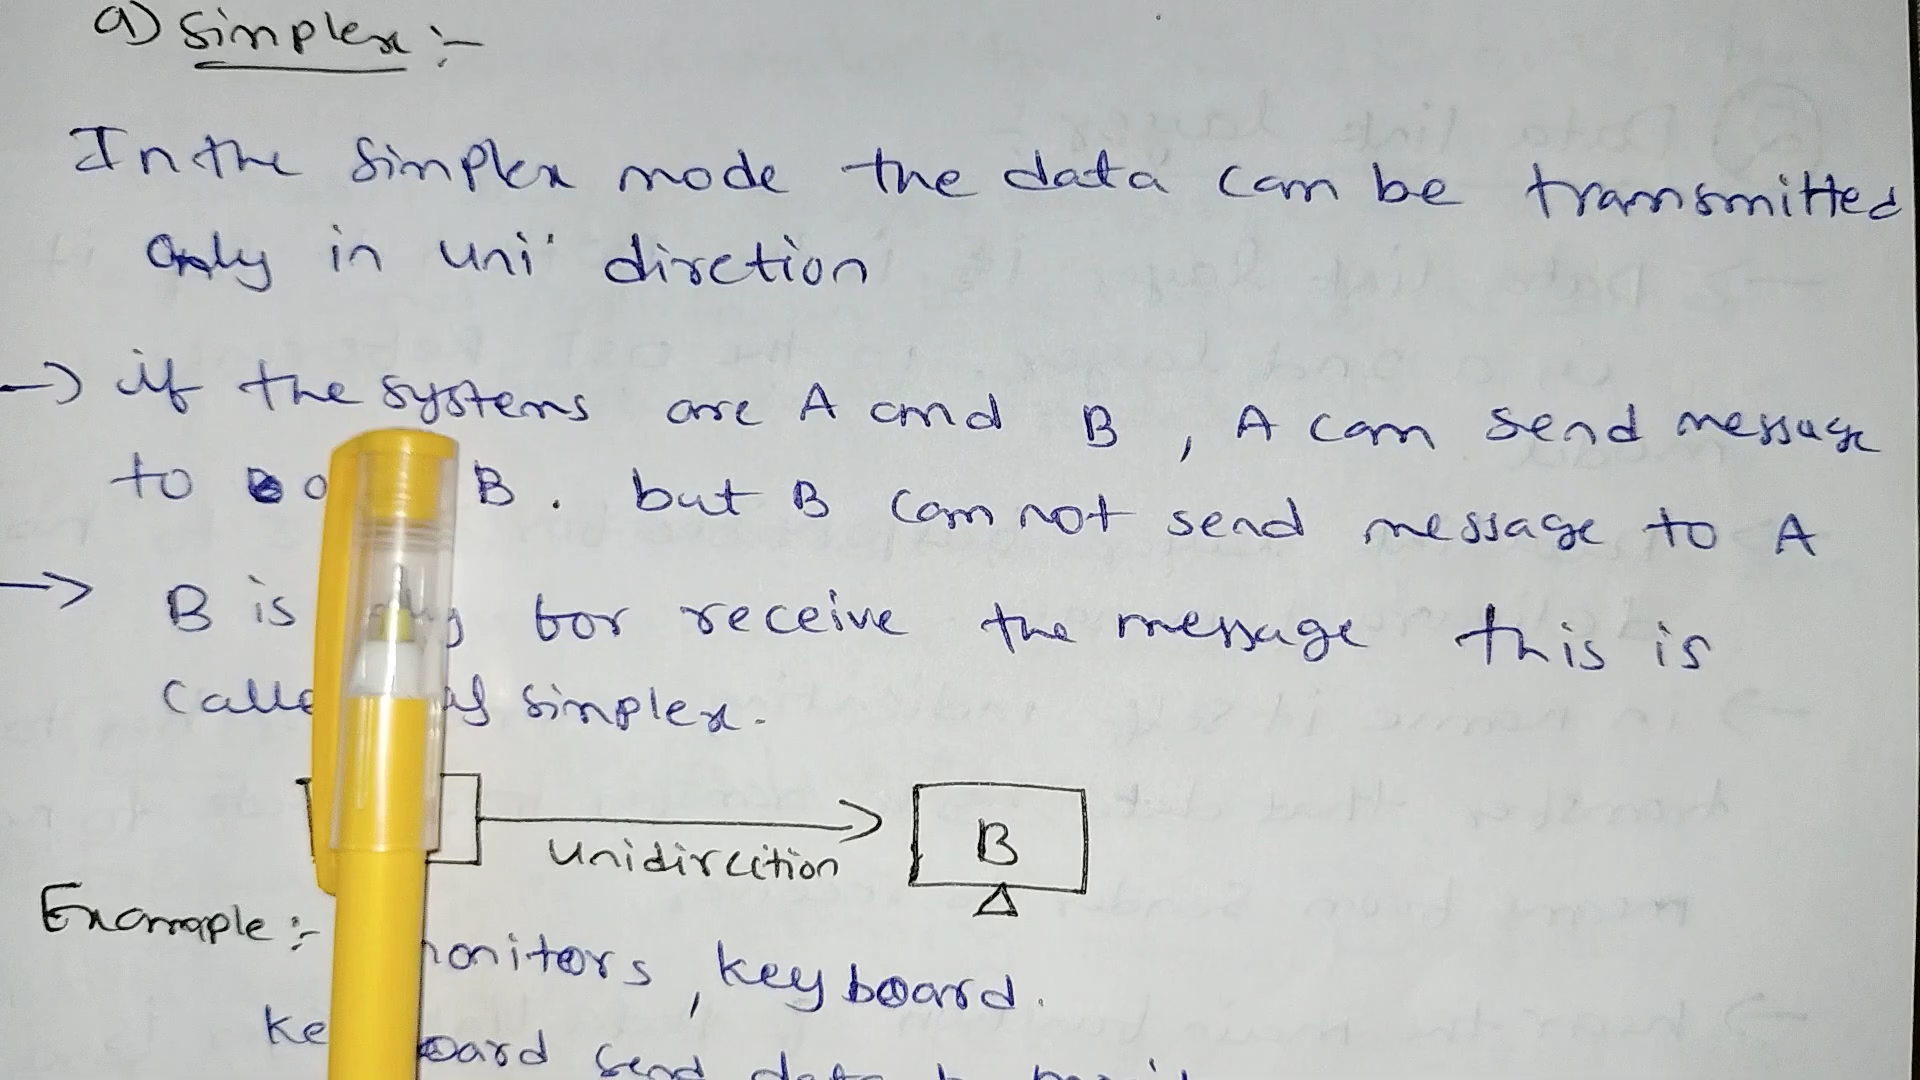 a) Simplex :-
In the Simplex mode the data can be transmitted
only in uni direction
-> if the systems are A and B , A can send message
to B . but B can not send message to A
-> B is for receive the message this is
as simplex.
Unidirection B
Example :- keyboard.
send